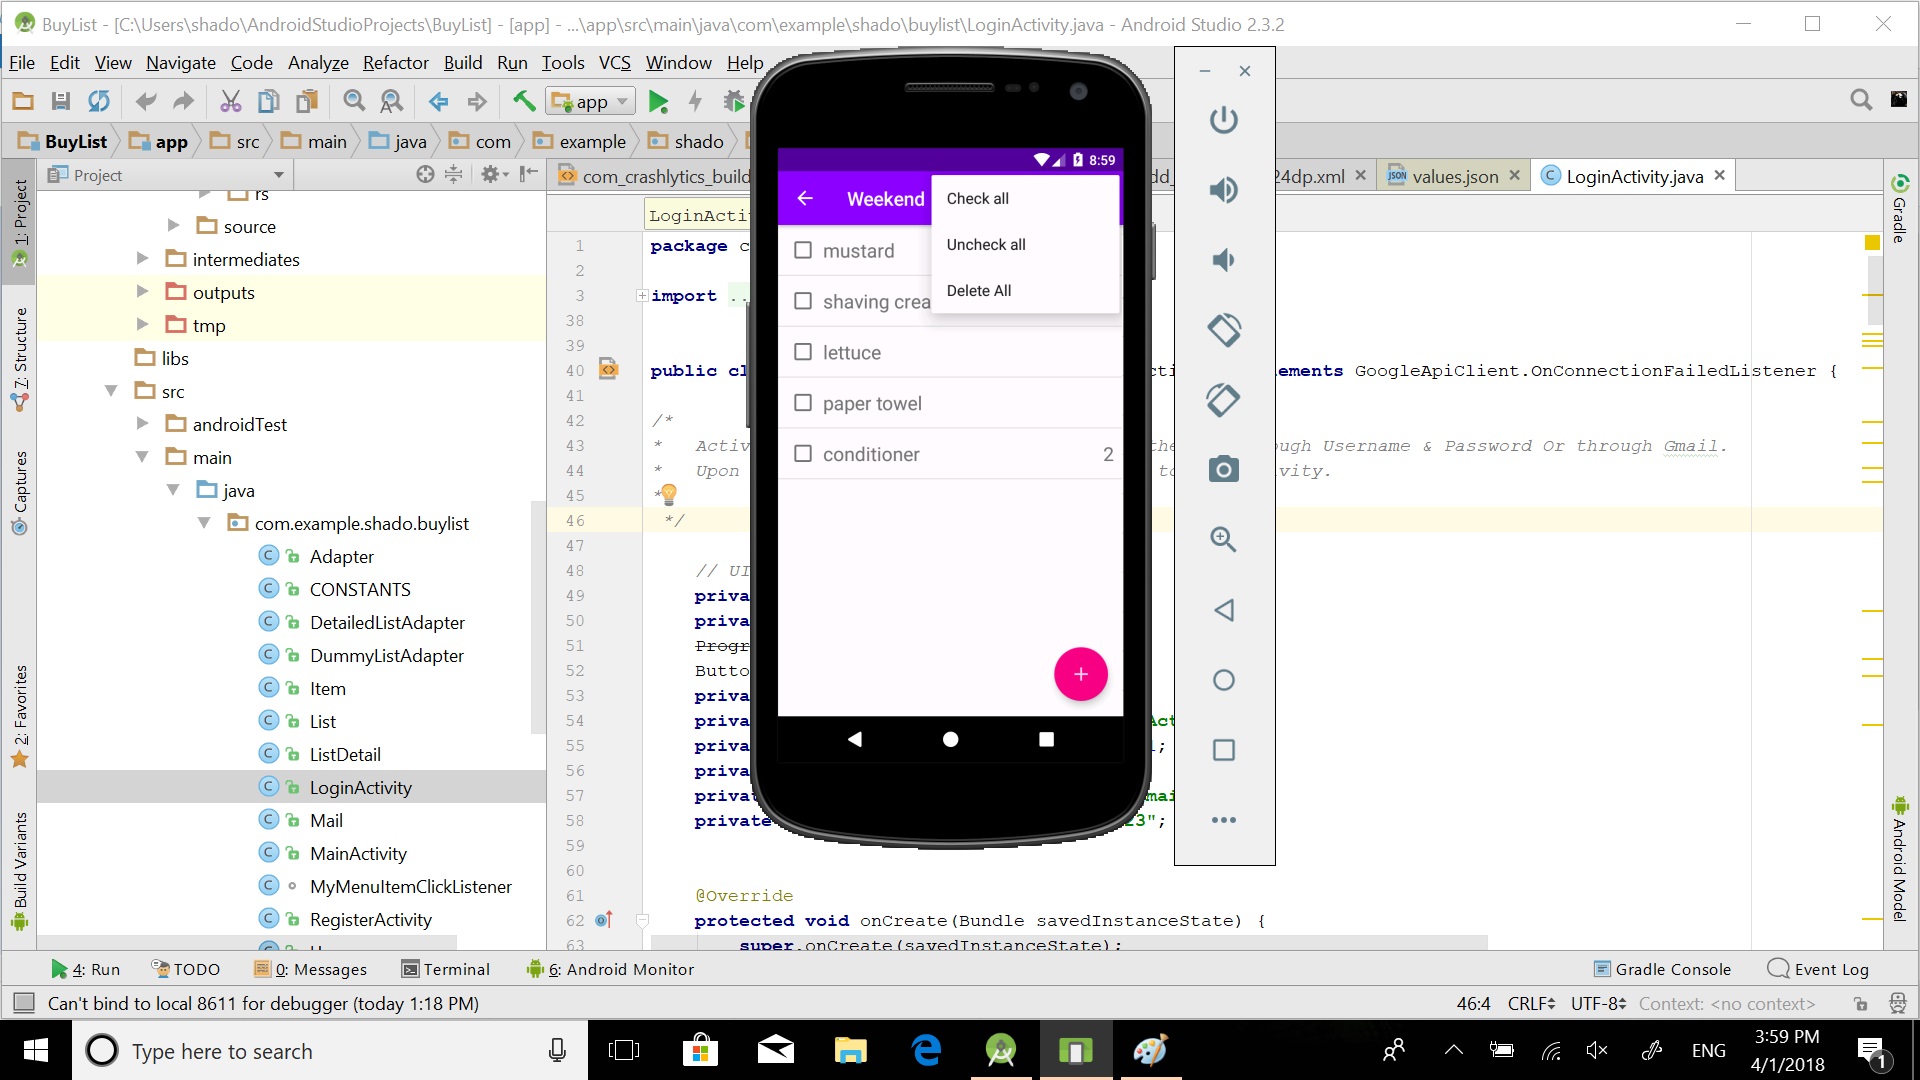 BuyList - [C:\Users\shado\AndroidStudioProjects\BuyList] - [app] - ...\app\src\main\java\com\example\shado\buylist\LoginActivity.java - Android Studio 2.3.2
File Edit View Navigate Code Analyze Refactor Build Run Tools VCS Window Help
app
BuyList app src main java com example shado
Project
com_crashlytics_build
24dp.xml
values.json
LoginActivity.java
1: Project
7: Structure
Captures
2: Favorites
Build Variants
rs
source
intermediates
outputs
tmp
libs
src
androidTest
main
java
com.example.shado.buylist
Adapter
CONSTANTS
DetailedListAdapter
DummyListAdapter
Item
List
ListDetail
LoginActivity
Mail
MainActivity
MyMenuItemClickListener
RegisterActivity
LoginActiv
1 package c
2
3 import ..
38
39
40 public cl
ements GoogleApiClient.OnConnectionFailedListener {
41
42 /*
43 * Activ
ough Username & Password Or through Gmail.
44 * Upon
45 *
46 */
47
48 // UI
49 priva
50 priva
51 Progr
52 Butto
53 priva
54 priva
55 priva
56 priva
57 priva
58 private
23";
59
60
61 @Override
62 protected void onCreate(Bundle savedInstanceState) {
63 super.onCreate(savedInstanceState);
8:59
Weekend
Check all
Uncheck all
Delete All
mustard
shaving crea
lettuce
paper towel
conditioner 2
Gradle
Android Model
4: Run TODO 0: Messages Terminal 6: Android Monitor Gradle Console Event Log
Can't bind to local 8611 for debugger (today 1:18 PM) 46:4 CRLF UTF-8 Context: <no context>
Type here to search
ENG
3:59 PM
4/1/2018
1